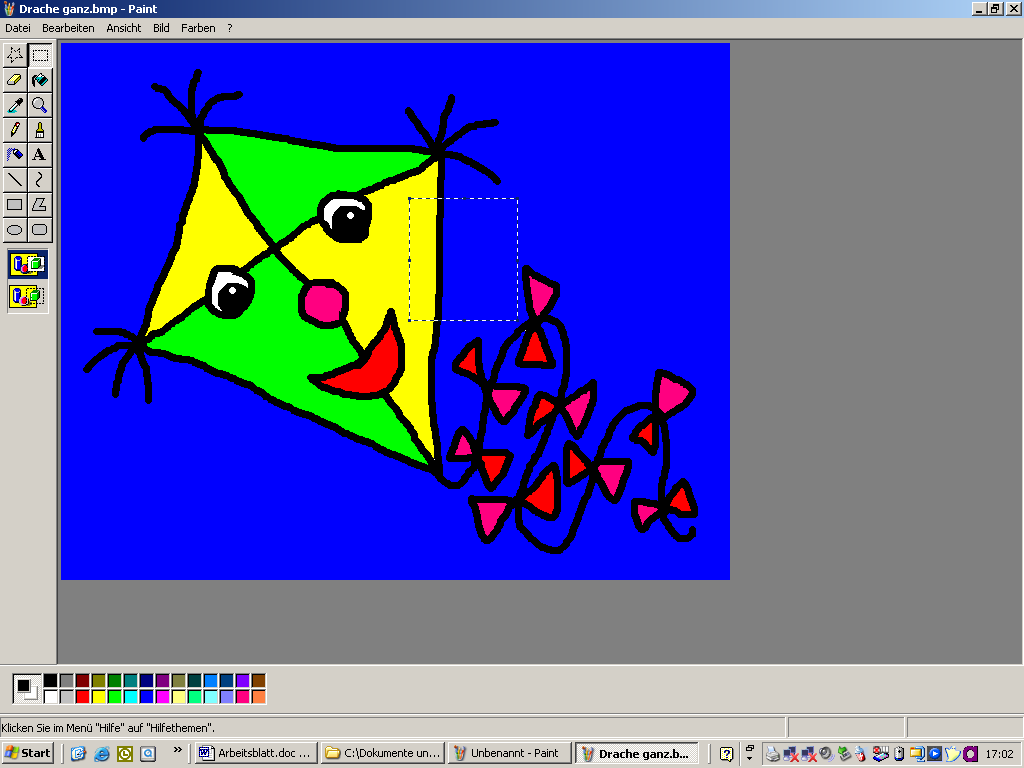 Drache ganz.bmp - Paint
Datei Bearbeiten Ansicht Bild Farben ?
A
Klicken Sie im Menü "Hilfe" auf "Hilfethemen".
Start » Arbeitsblatt.doc ... C:\Dokumente un... Unbenannt - Paint Drache ganz.b... 17:02